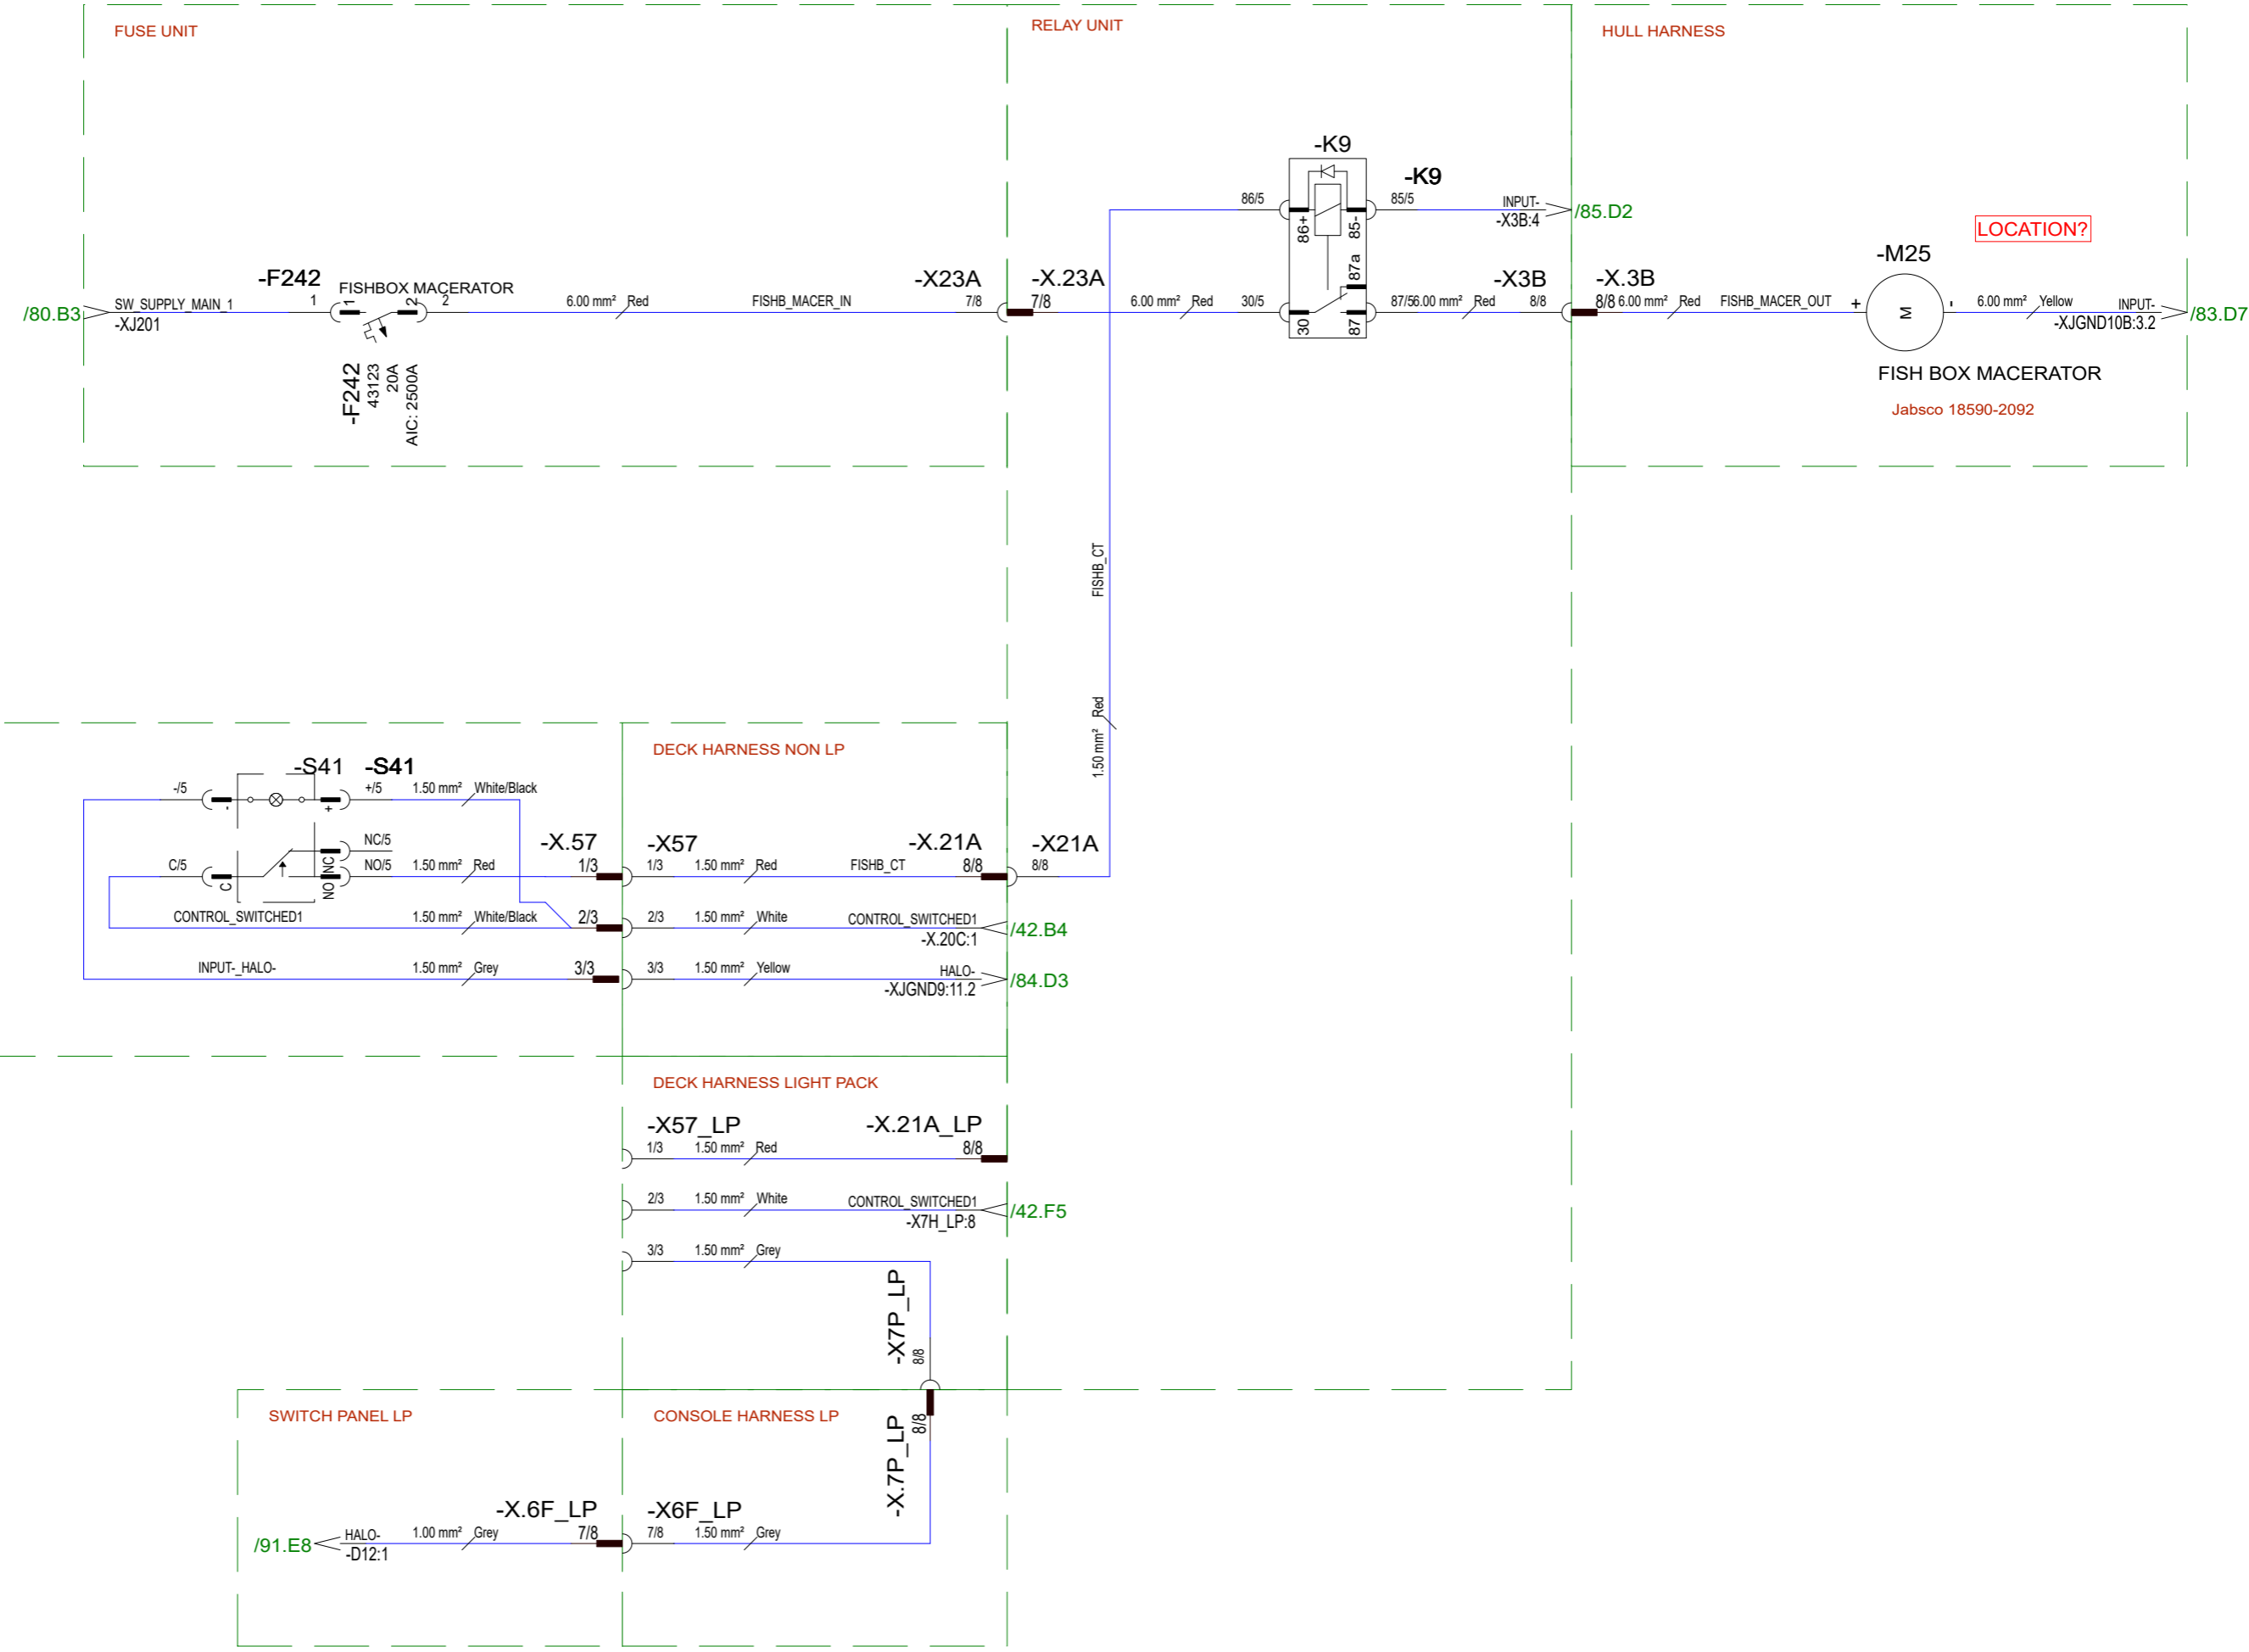 FUSE UNIT
RELAY UNIT
HULL HARNESS
-K9
-K9
86/5
85/5
INPUT-
-X3B:4
/85.D2
86+
85-
87a
30
87
LOCATION?
-M25
-F242
FISHBOX MACERATOR
-X23A
-X.23A
-X3B
-X.3B
/80.B3
SW_SUPPLY_MAIN_1
-XJ201
1
1
2
2
6.00 mm² Red
FISHB_MACER_IN
7/8
7/8
6.00 mm² Red
30/5
87/5
6.00 mm² Red
8/8
8/8
6.00 mm² Red
FISHB_MACER_OUT
+
M
-
6.00 mm² Yellow
INPUT-
-XJGND10B:3.2
/83.D7
-F242
43123
20A
AIC: 2500A
FISH BOX MACERATOR
Jabsco 18590-2092
FISHB_CT
1.50 mm² Red
DECK HARNESS NON LP
-S41
-S41
-/5
-
+
+/5
1.50 mm² White/Black
NC/5
C/5
C
NC
NO
NO/5
1.50 mm² Red
-X.57
1/3
-X57
1/3
1.50 mm² Red
FISHB_CT
-X.21A
8/8
-X21A
8/8
CONTROL_SWITCHED1
1.50 mm² White/Black
2/3
2/3
1.50 mm² White
CONTROL_SWITCHED1
-X.20C:1
/42.B4
INPUT-_HALO-
1.50 mm² Grey
3/3
3/3
1.50 mm² Yellow
HALO-
-XJGND9:11.2
/84.D3
DECK HARNESS LIGHT PACK
-X57_LP
-X.21A_LP
1/3
1.50 mm² Red
8/8
2/3
1.50 mm² White
CONTROL_SWITCHED1
-X7H_LP:8
/42.F5
3/3
1.50 mm² Grey
-X7P_LP
8/8
SWITCH PANEL LP
CONSOLE HARNESS LP
-X.7P_LP
8/8
-X.6F_LP
-X6F_LP
/91.E8
HALO-
-D12:1
1.00 mm² Grey
7/8
7/8
1.50 mm² Grey